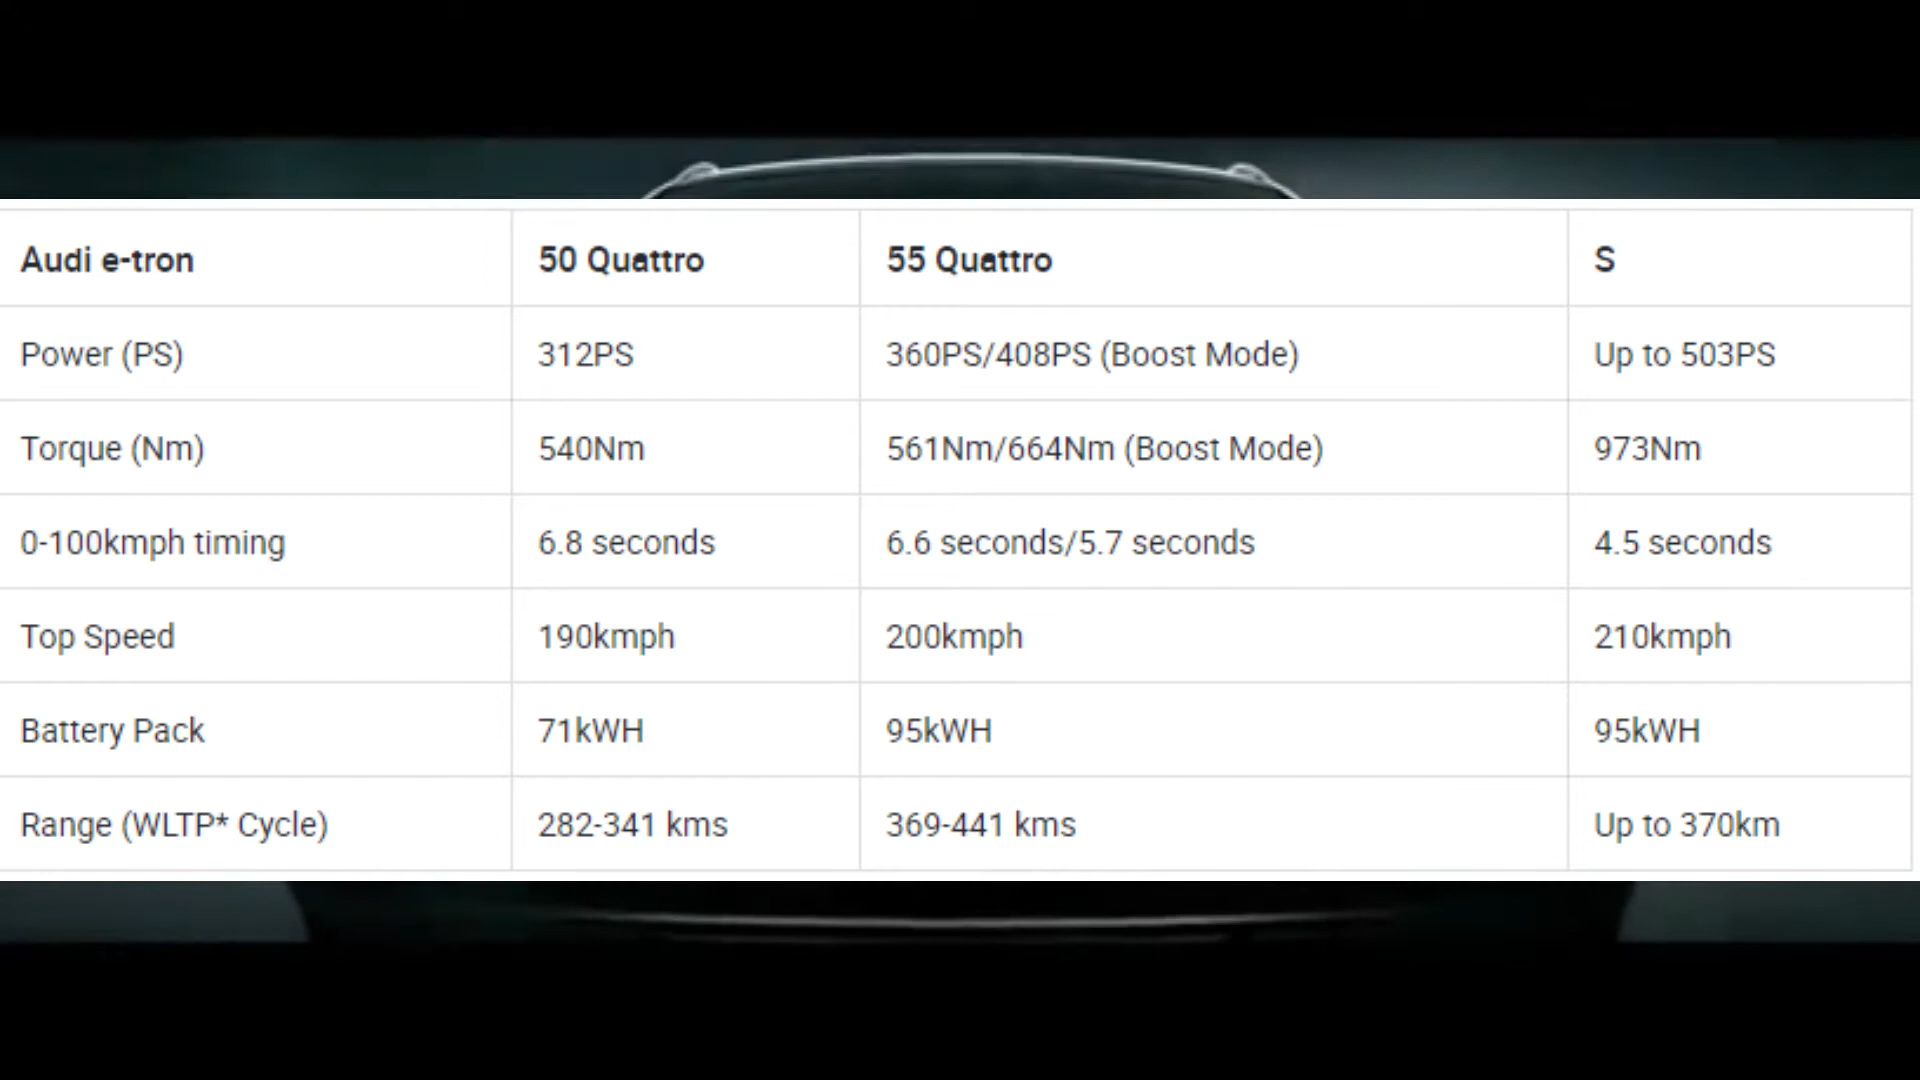 Audi e-tron 50 Quattro 55 Quattro S
Power (PS) 312PS 360PS/408PS (Boost Mode) Up to 503PS
Torque (Nm) 540Nm 561Nm/664Nm (Boost Mode) 973Nm
0-100kmph timing 6.8 seconds 6.6 seconds/5.7 seconds 4.5 seconds
Top Speed 190kmph 200kmph 210kmph
Battery Pack 71kWH 95kWH 95kWH
Range (WLTP* Cycle) 282-341 kms 369-441 kms Up to 370km